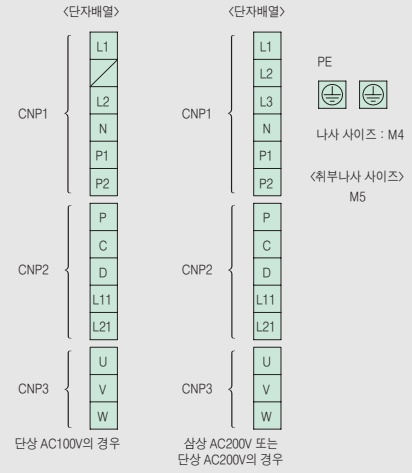 〈단자배열〉
CNP1
L1
L2
N
P1
P2
CNP2
P
C
D
L11
L21
CNP3
U
V
W
단상 AC100V의 경우
〈단자배열〉
CNP1
L1
L2
L3
N
P1
P2
CNP2
P
C
D
L11
L21
CNP3
U
V
W
삼상 AC200V 또는
단상 AC200V의 경우
PE
나사 사이즈 : M4
〈취부나사 사이즈〉
M5